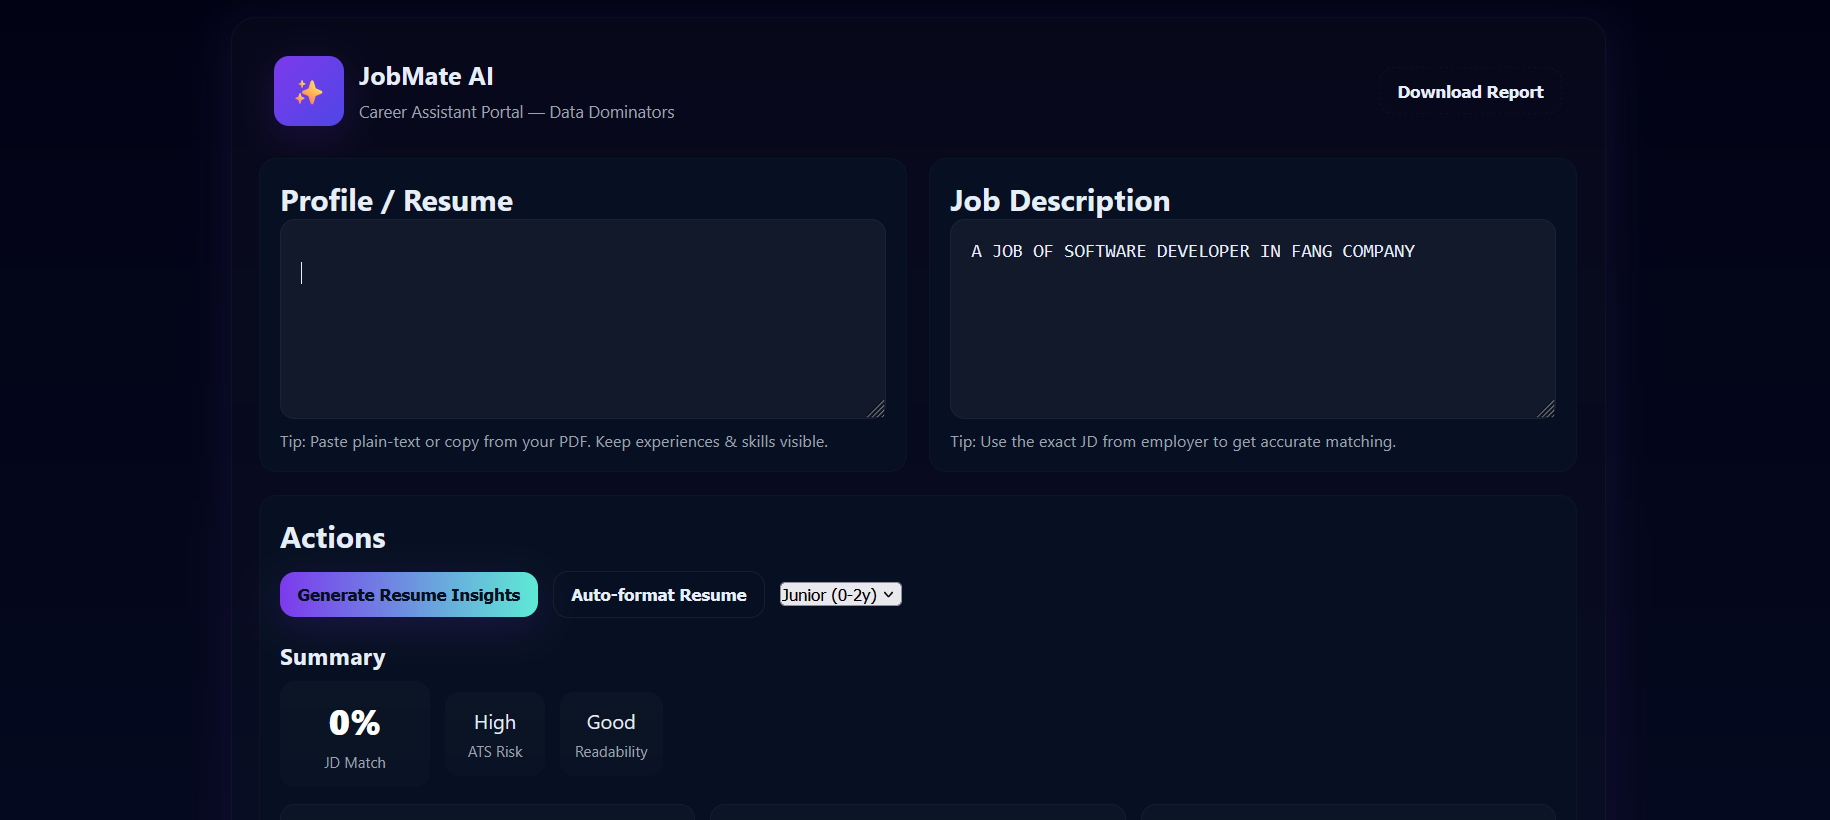 JobMate AI
Career Assistant Portal — Data Dominators
Download Report
Profile / Resume
Tip: Paste plain-text or copy from your PDF. Keep experiences & skills visible.
Job Description
A JOB OF SOFTWARE DEVELOPER IN FANG COMPANY
Tip: Use the exact JD from employer to get accurate matching.
Actions
Generate Resume Insights
Auto-format Resume
Junior (0-2y)
Summary
0%
JD Match
High
ATS Risk
Good
Readability